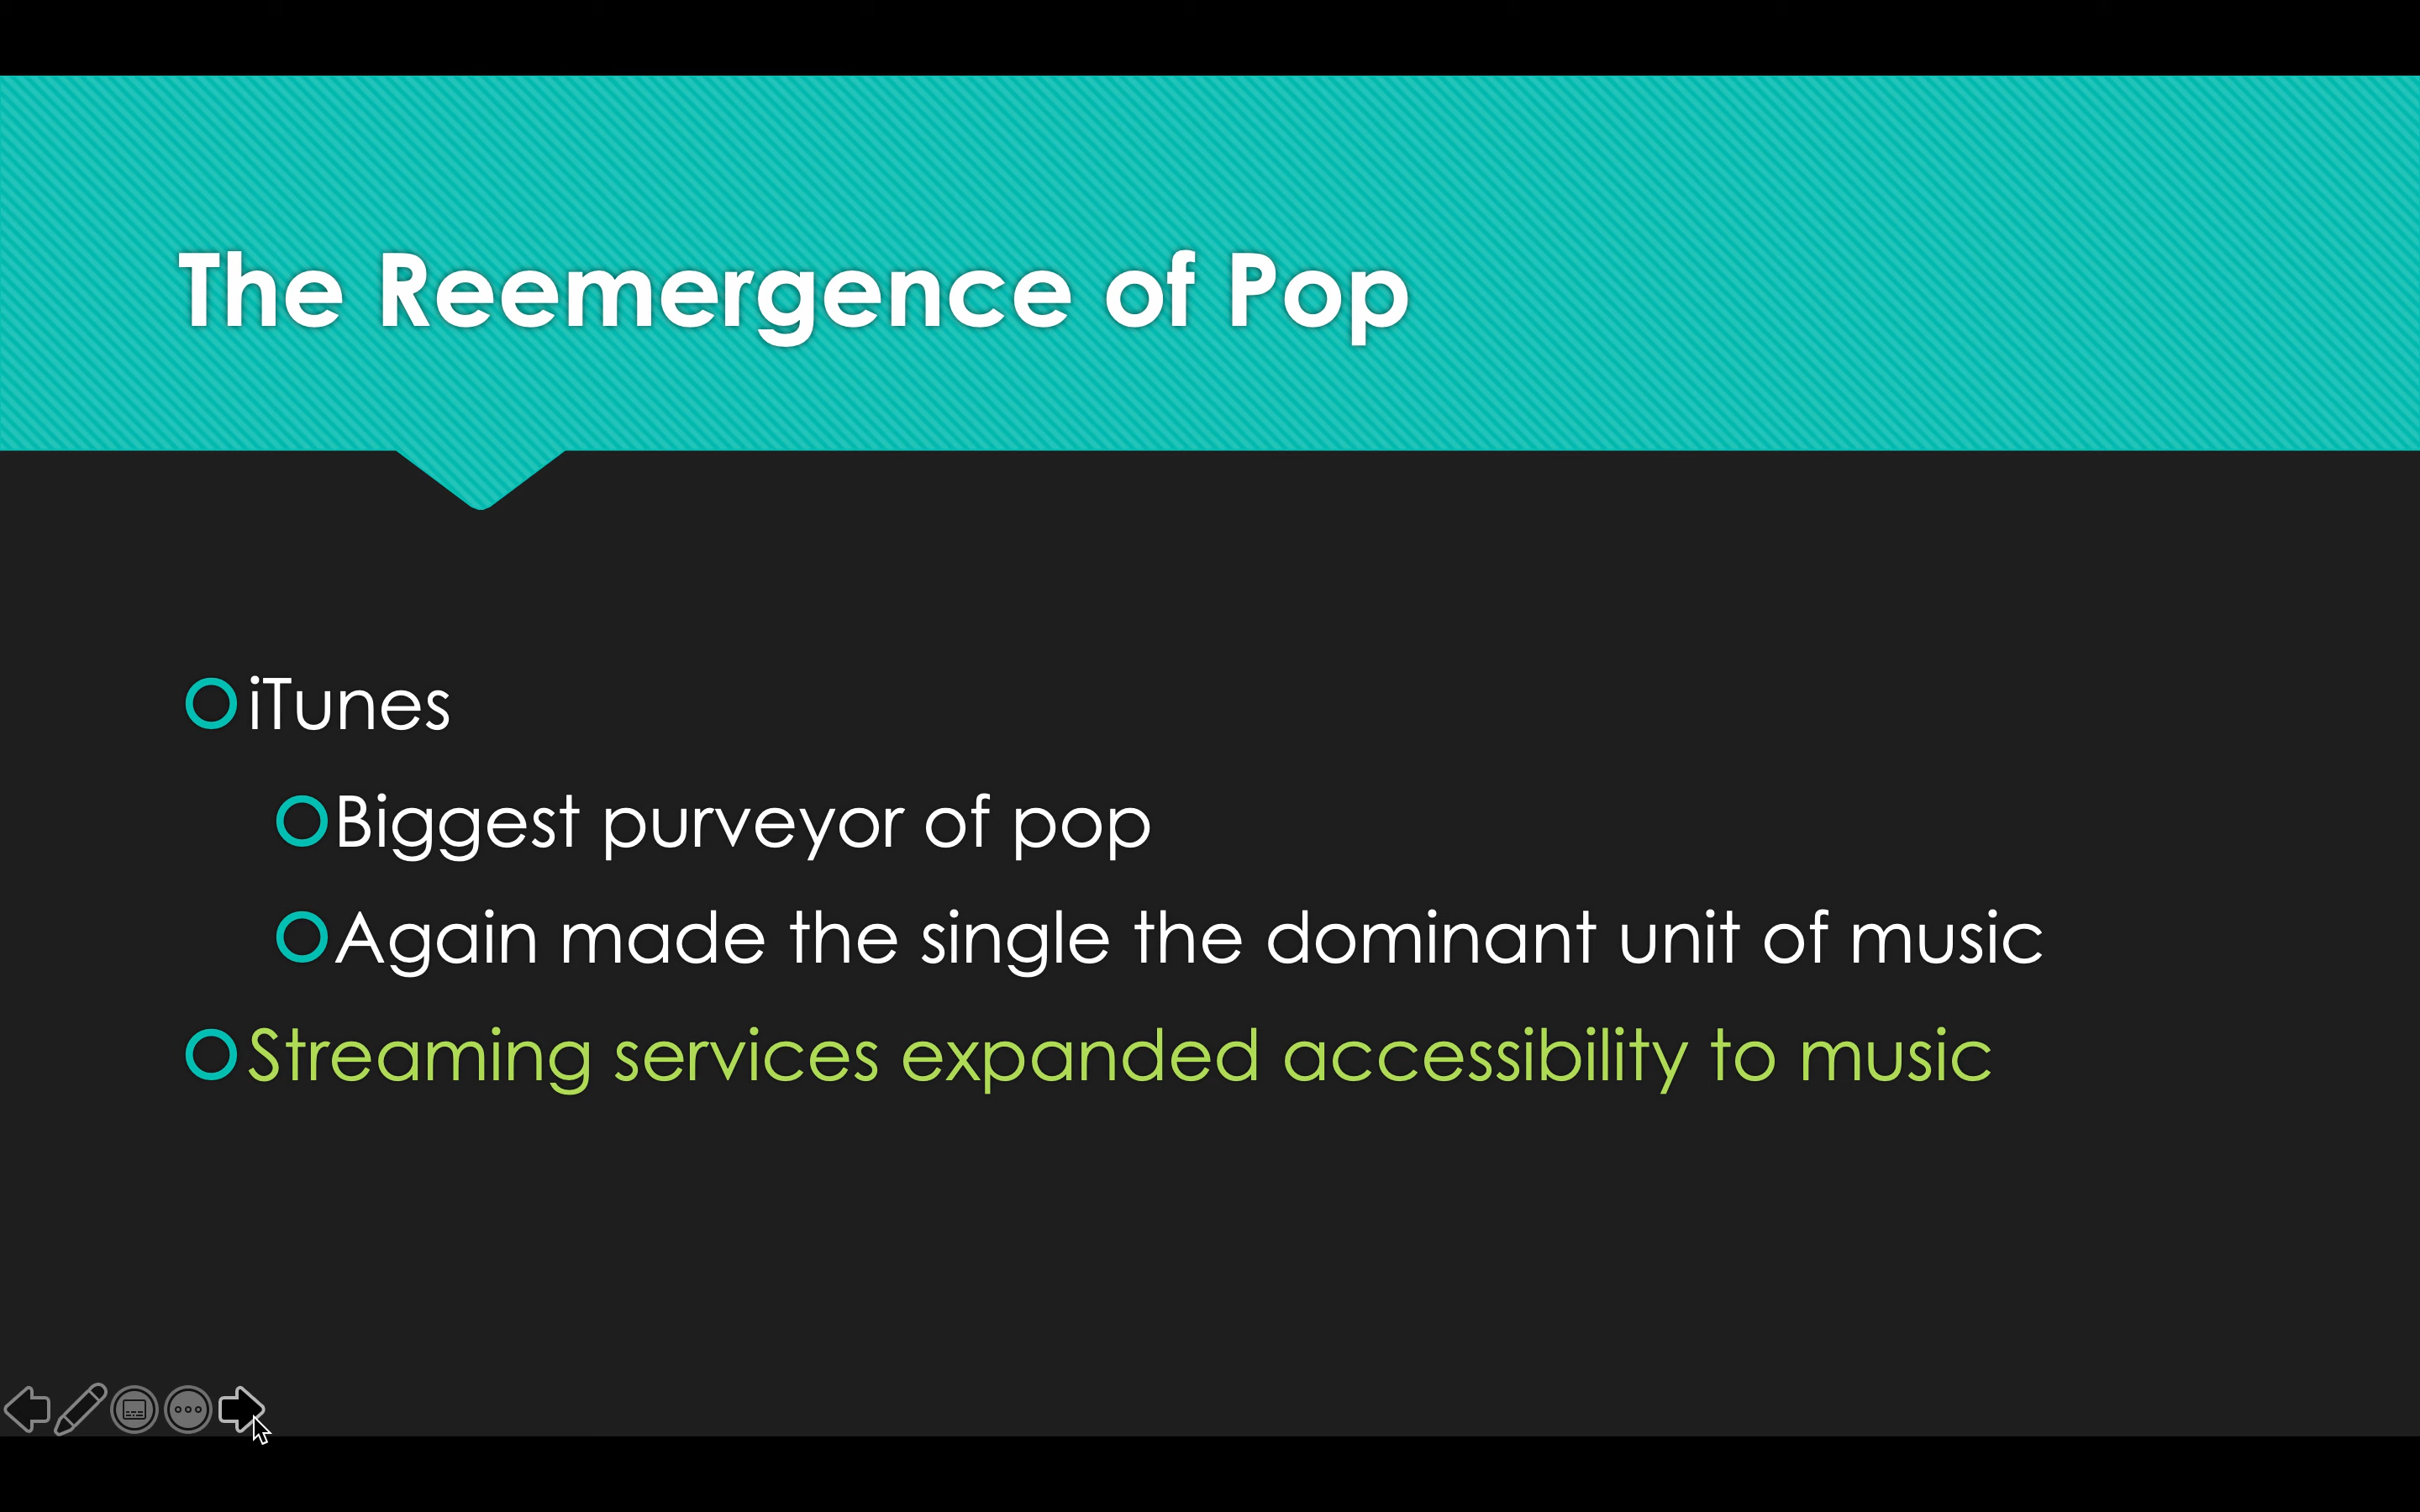 The Reemergence of Pop
iTunes
Biggest purveyor of pop
Again made the single the dominant unit of music
Streaming services expanded accessibility to music